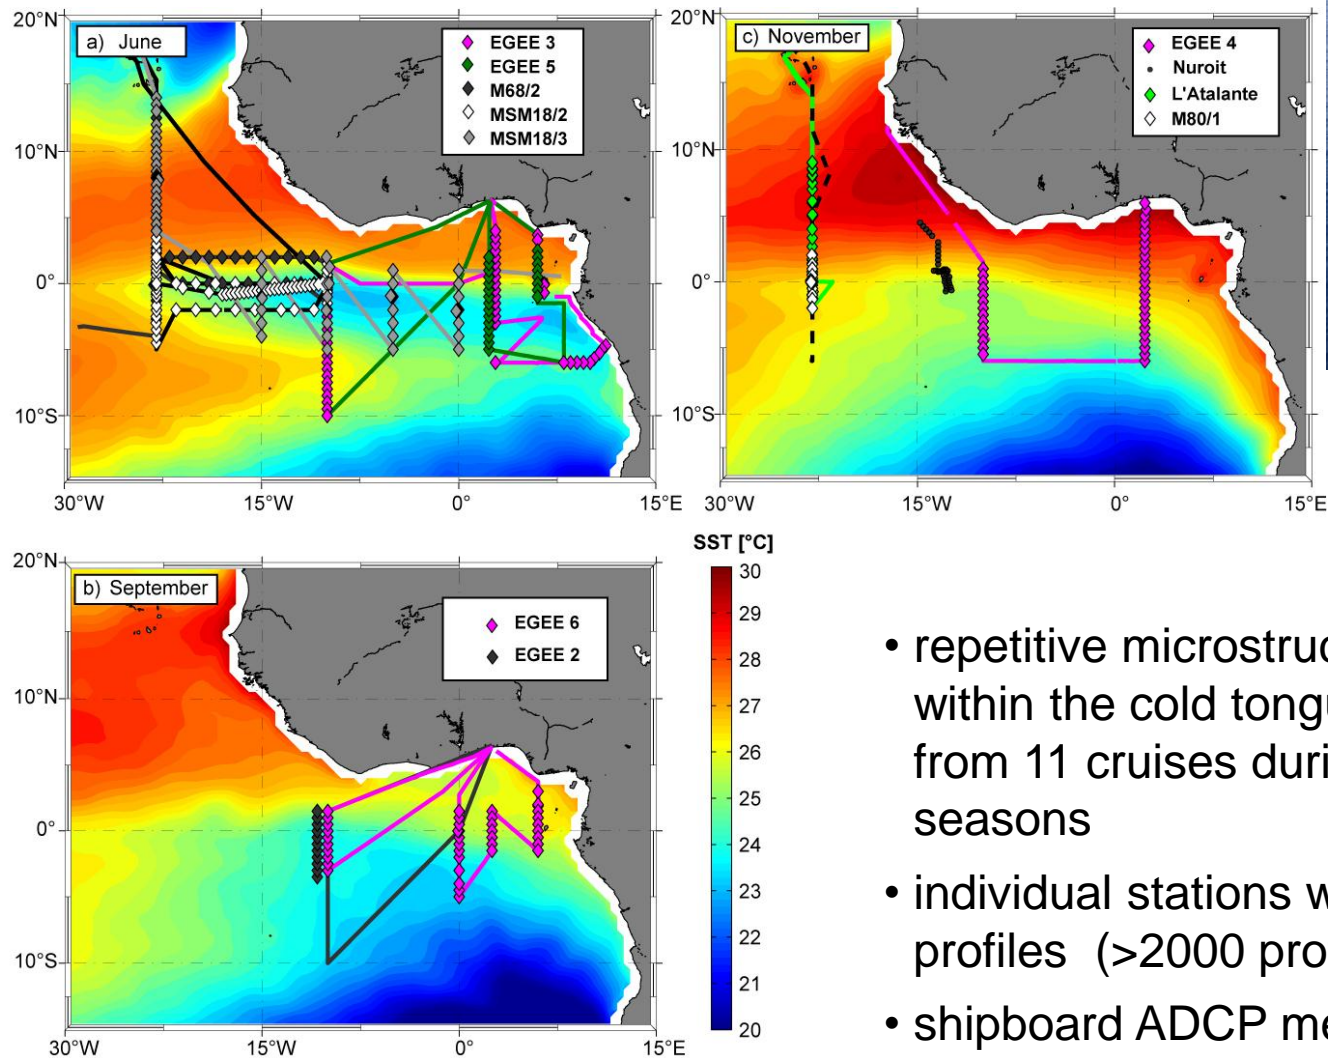 20°N
10°N
0°
10°S
30°W
15°W
0°
15°E
a) June
EGEE 3
EGEE 5
M68/2
MSM18/2
MSM18/3
20°N
10°N
0°
10°S
30°W
15°W
0°
15°E
c) November
EGEE 4
Nuroit
L'Atalante
M80/1
20°N
10°N
0°
10°S
30°W
15°W
0°
15°E
b) September
EGEE 6
EGEE 2
SST [°C]
30
29
28
27
26
25
24
23
22
21
20
• repetitive microstruc
within the cold tongu
from 11 cruises duri
seasons
• individual stations w
profiles (>2000 pro
• shipboard ADCP me